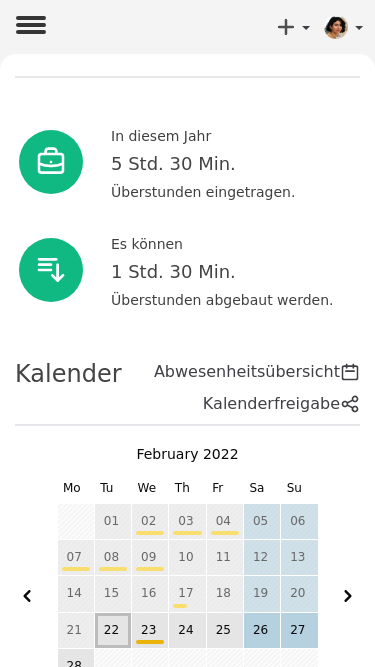 In diesem Jahr
5 Std. 30 Min.
Überstunden eingetragen.
Es können
1 Std. 30 Min.
Überstunden abgebaut werden.
Kalender
Abwesenheitsübersicht
Kalenderfreigabe
February 2022
Mo Tu We Th Fr Sa Su
01 02 03 04 05 06
07 08 09 10 11 12 13
14 15 16 17 18 19 20
21 22 23 24 25 26 27
28